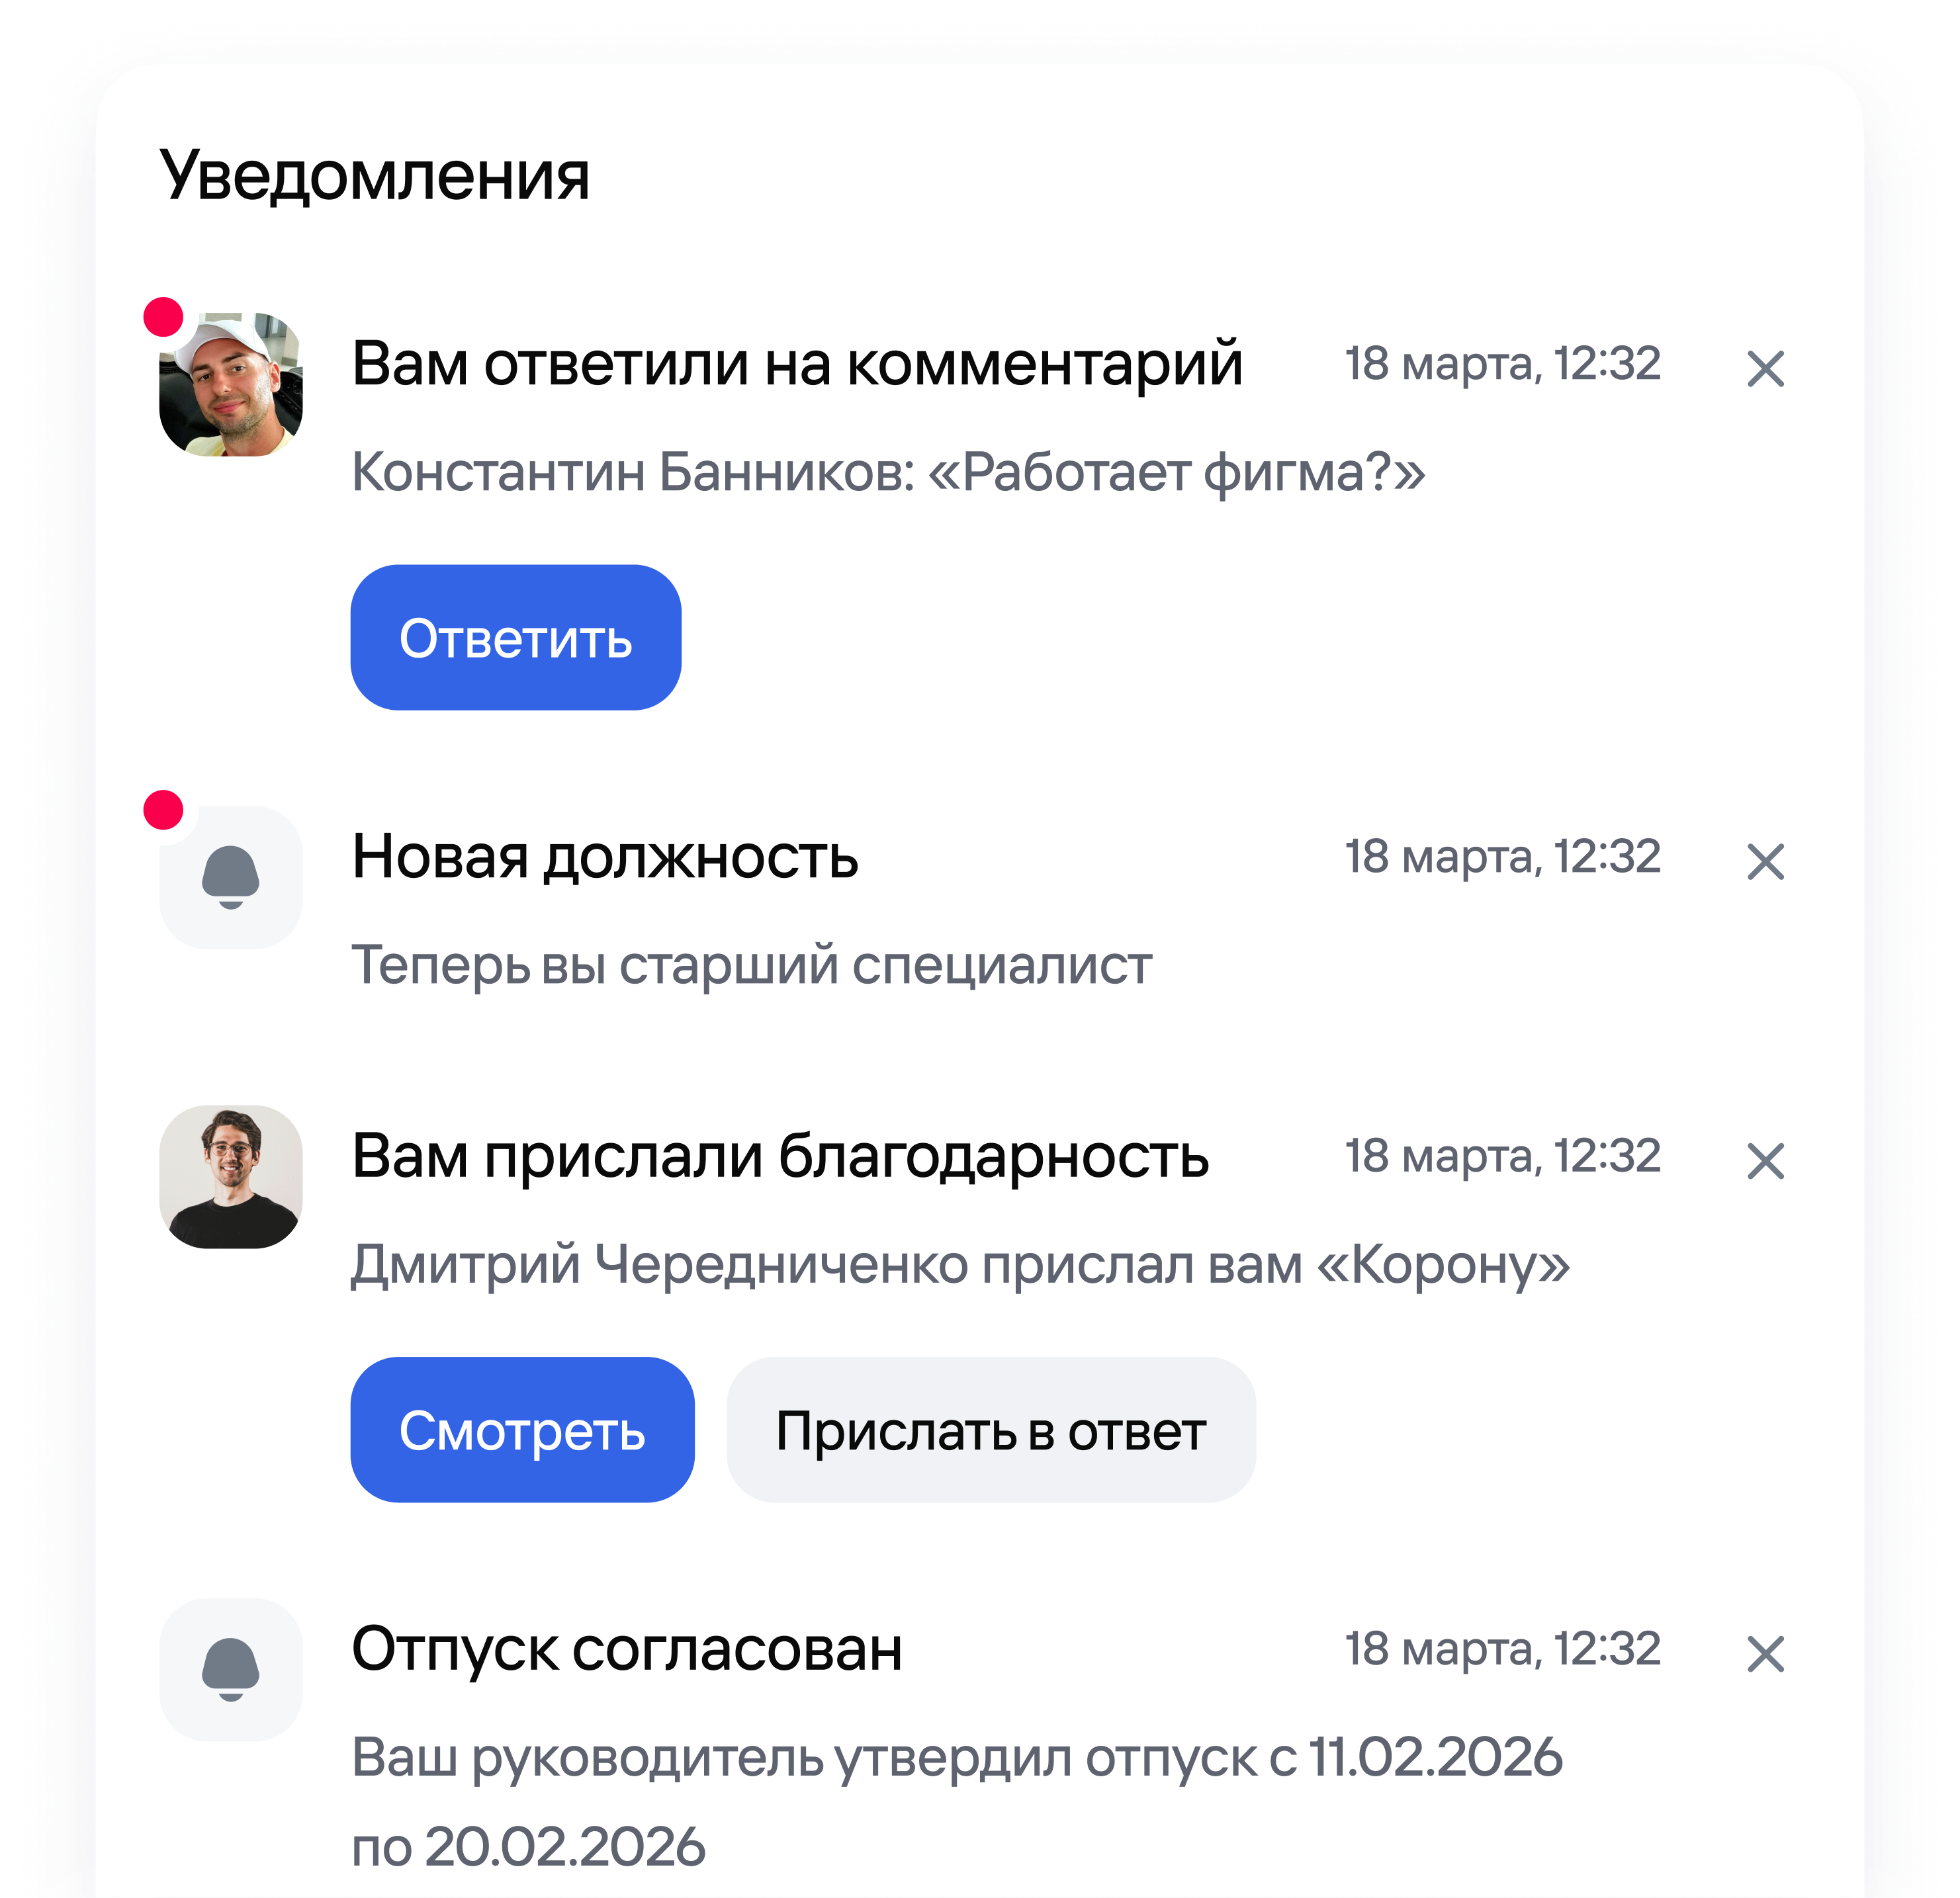 Уведомления
Вам ответили на комментарий 18 марта, 12:32
Константин Банников: «Работает фигма?»
Ответить
Новая должность 18 марта, 12:32
Теперь вы старший специалист
Вам прислали благодарность 18 марта, 12:32
Дмитрий Чередниченко прислал вам «Корону»
Смотреть Прислать в ответ
Отпуск согласован 18 марта, 12:32
Ваш руководитель утвердил отпуск с 11.02.2026
по 20.02.2026